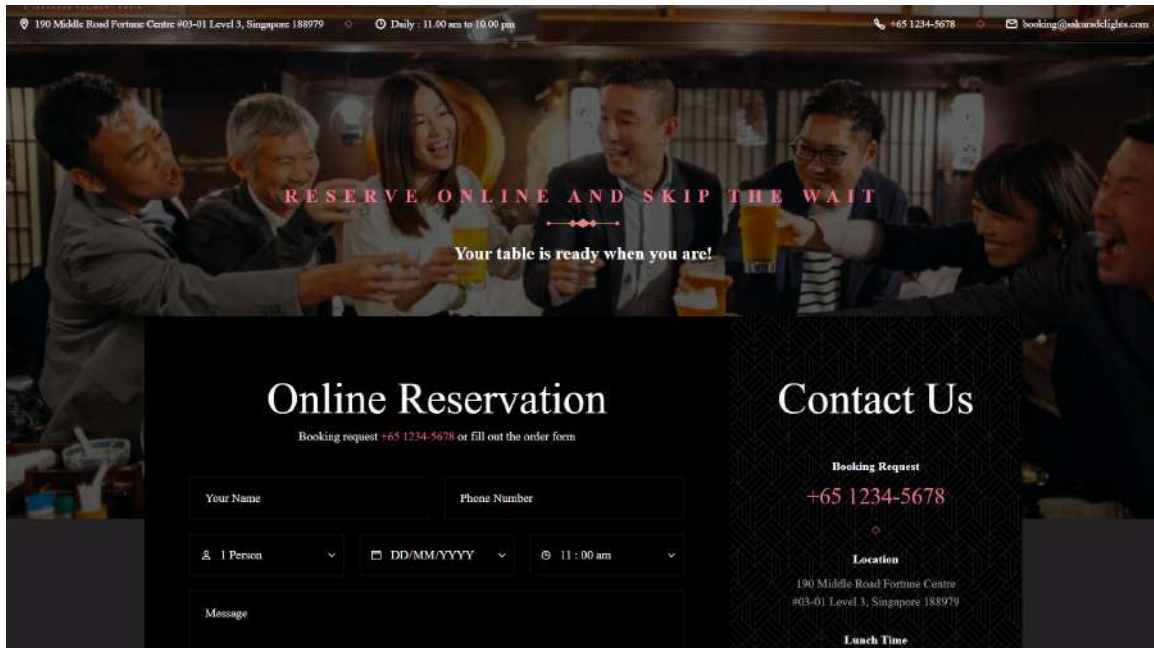 190 Middle Road Fortune Centre #03-01 Level 3, Singapore 188979
Daily : 11.00 am to 10.00 pm
+65 1234-5678
booking@sakuradelights.com
RESERVE ONLINE AND SKIP THE WAIT
Your table is ready when you are!
Online Reservation
Booking request +65 1234-5678 or fill out the order form
Your Name
Phone Number
1 Person
DD/MM/YYYY
11 : 00 am
Message
Contact Us
Booking Request
+65 1234-5678
Location
190 Middle Road Fortune Centre
#03-01 Level 3, Singapore 188979
Lunch Time